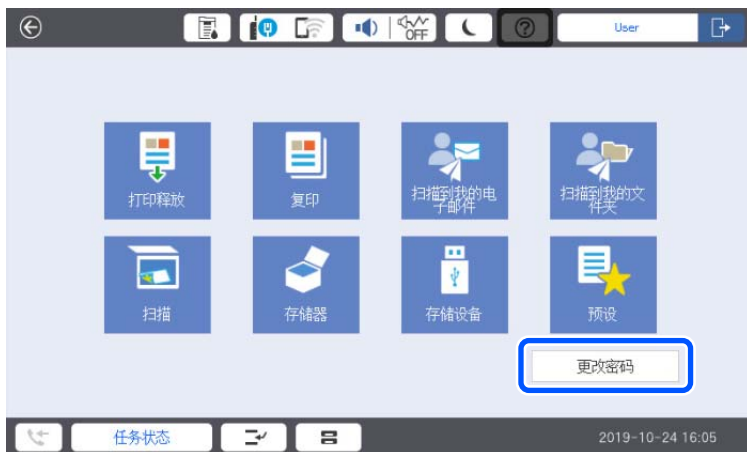 OFF
User
打印释放
复印
扫描到我的电
子邮件
扫描到我的文
件夹
扫描
存储器
存储设备
预设
更改密码
任务状态
2019-10-24 16:05